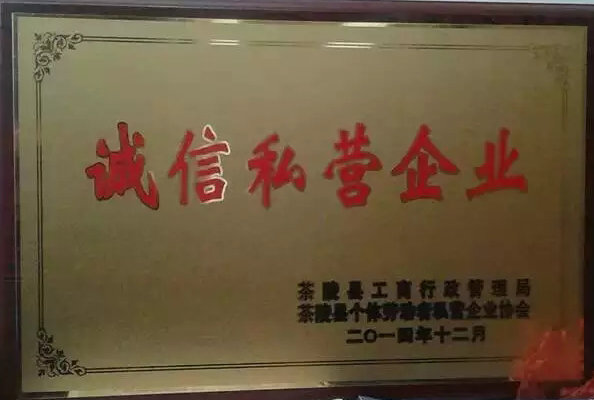 诚信私营企业
茶陵县工商行政管理局
茶陵县个体劳动者私营企业协会
二〇一四年十二月